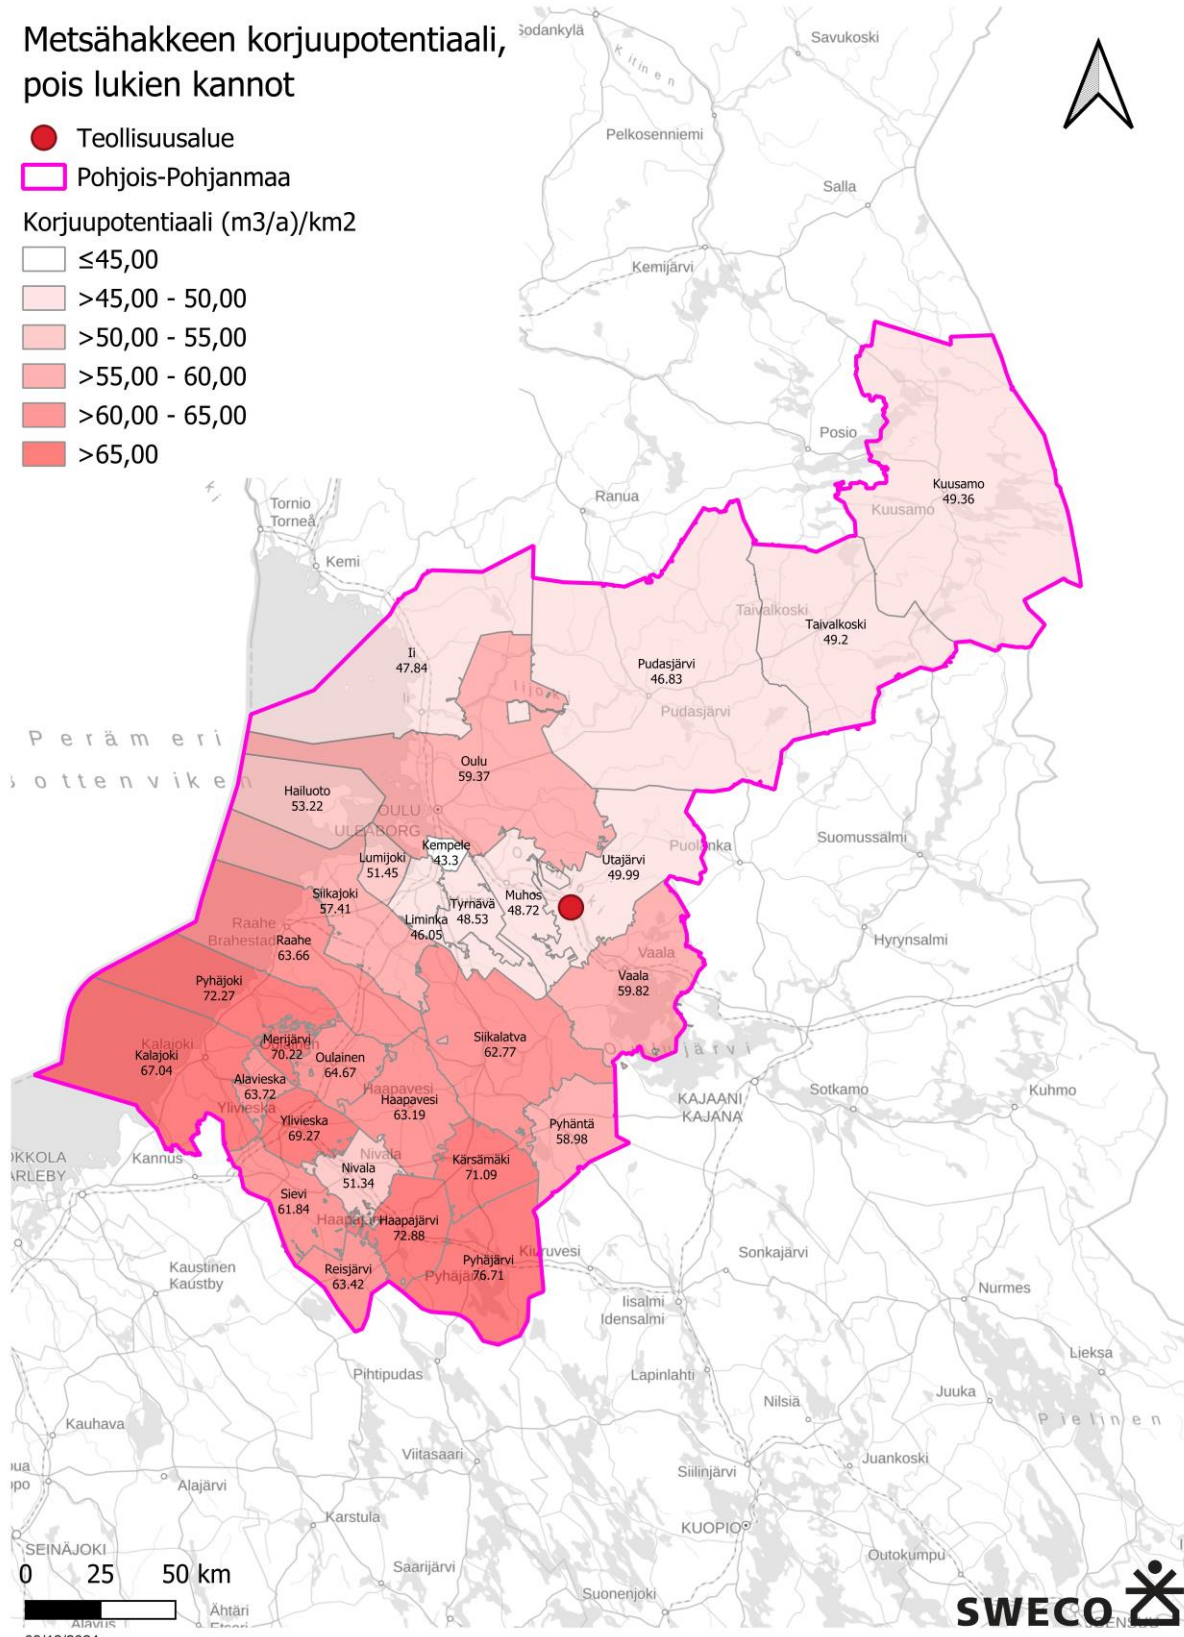 Metsähakkeen korjuupotentiaali,
pois lukien kannot
Teollisuusalue
Pohjois-Pohjanmaa
Korjuupotentiaali (m3/a)/km2
≤45,00
>45,00 - 50,00
>50,00 - 55,00
>55,00 - 60,00
>60,00 - 65,00
>65,00
Sodankylä
Savukoski
Kitinen
Pelkosenniemi
Salla
Kemijärvi
Posio
Ranua
Kuusamo
49.36
Kuusamo
Tornio
Torneå
Kemi
Taivalkoski
Taivalkoski
49.2
Ii
47.84
Ii
Iijoki
Pudasjärvi
46.83
Pudasjärvi
Perämeri
ottenviken
Oulu
59.37
Hailuoto
53.22
OULU
ULEÅBORG
Kempele
43.3
Lumijoki
51.45
Suomussalmi
Puolanka
Utajärvi
49.99
Siikajoki
57.41
Tyrnävä
48.53
Muhos
48.72
Liminka
46.05
Raahe
Brahestad
Raahe
63.66
Hyrynsalmi
Vaala
Vaala
59.82
Pyhäjoki
72.27
Siikalatva
62.77
Oulujärvi
Merijärvi
70.22
Oulainen
Oulainen
64.67
Kalajoki
Kalajoki
67.04
Alavieska
63.72
Haapavesi
Haapavesi
63.19
KAJAANI
KAJANA
Sotkamo
Kuhmo
Ylivieska
Ylivieska
69.27
Pyhäntä
58.98
OKKOLA
ARLEBY
Kannus
Nivala
Nivala
51.34
Kärsämäki
71.09
Sievi
61.84
Haapajärvi
72.88
Kiuruvesi
Sonkajärvi
Pyhäjärvi
76.71
Kaustinen
Kaustby
Reisjärvi
63.42
Nurmes
Iisalmi
Idensalmi
Lieksa
Pihtipudas
Lapinlahti
Juuka
Nilsiä
Pielinen
Kauhava
Viitasaari
Juankoski
Siilinjärvi
Alajärvi
Karstula
KUOPIO
SEINÄJOKI
Outokumpu
Saarijärvi
Suonenjoki
0 25 50 km
Ähtäri
Alavus
SWECO